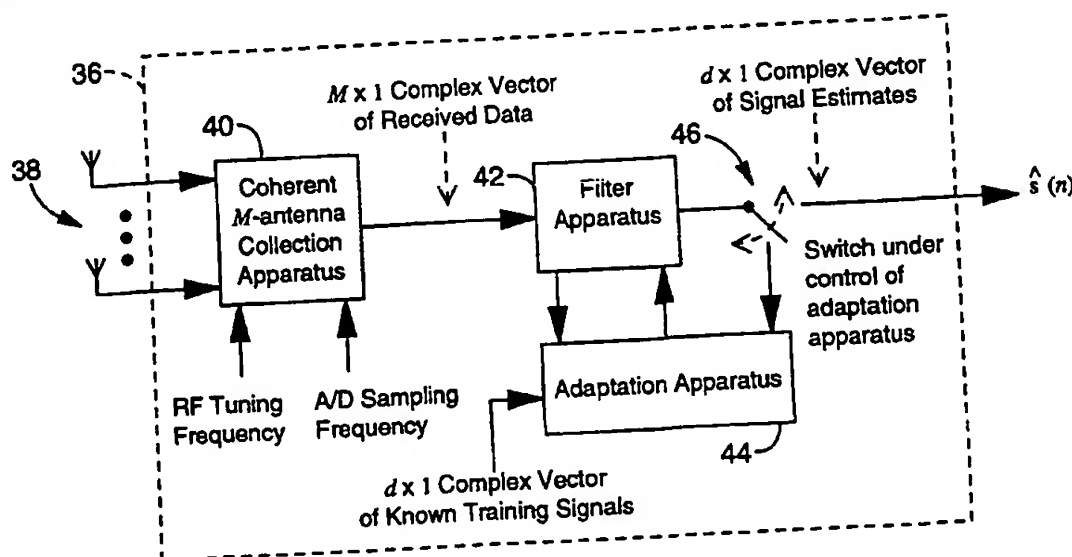 36
38
40
Coherent
M-antenna
Collection
Apparatus
M x 1 Complex Vector
of Received Data
42
Filter
Apparatus
46
d x 1 Complex Vector
of Signal Estimates
ŝ (n)
Switch under
control of
adaptation
apparatus
Adaptation Apparatus
44
RF Tuning
Frequency
A/D Sampling
Frequency
d x 1 Complex Vector
of Known Training Signals